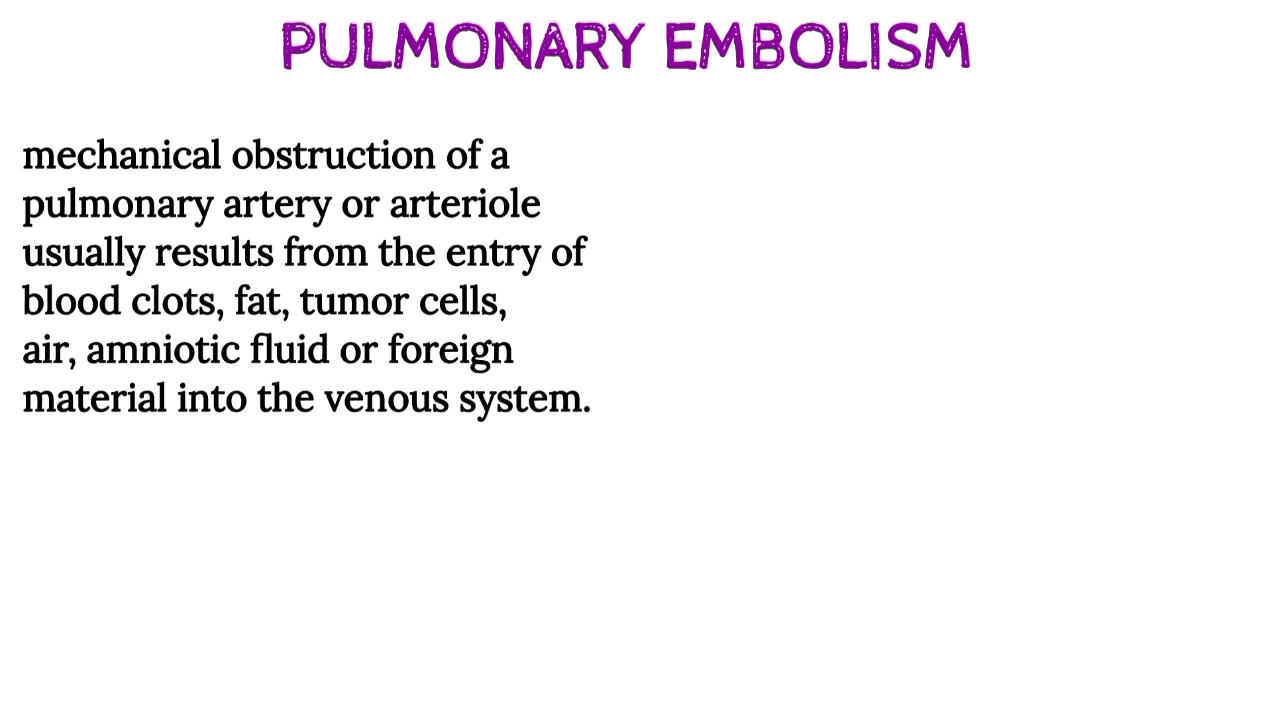 PULMONARY EMBOLISM
mechanical obstruction of a
pulmonary artery or arteriole
usually results from the entry of
blood clots, fat, tumor cells,
air, amniotic fluid or foreign
material into the venous system.